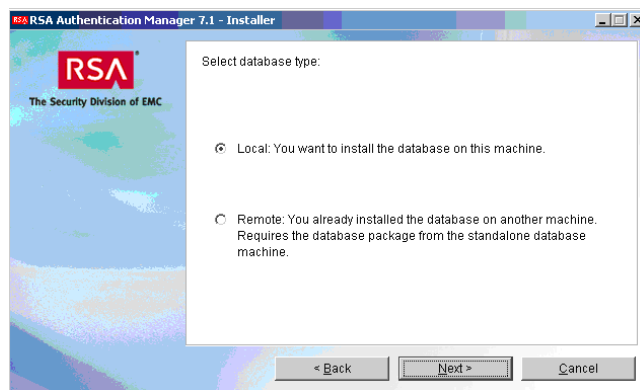 RSA RSA Authentication Manager 7.1 - Installer
RSA
The Security Division of EMC
Select database type:
Local: You want to install the database on this machine.
Remote: You already installed the database on another machine.
Requires the database package from the standalone database
machine.
< Back
Next >
Cancel